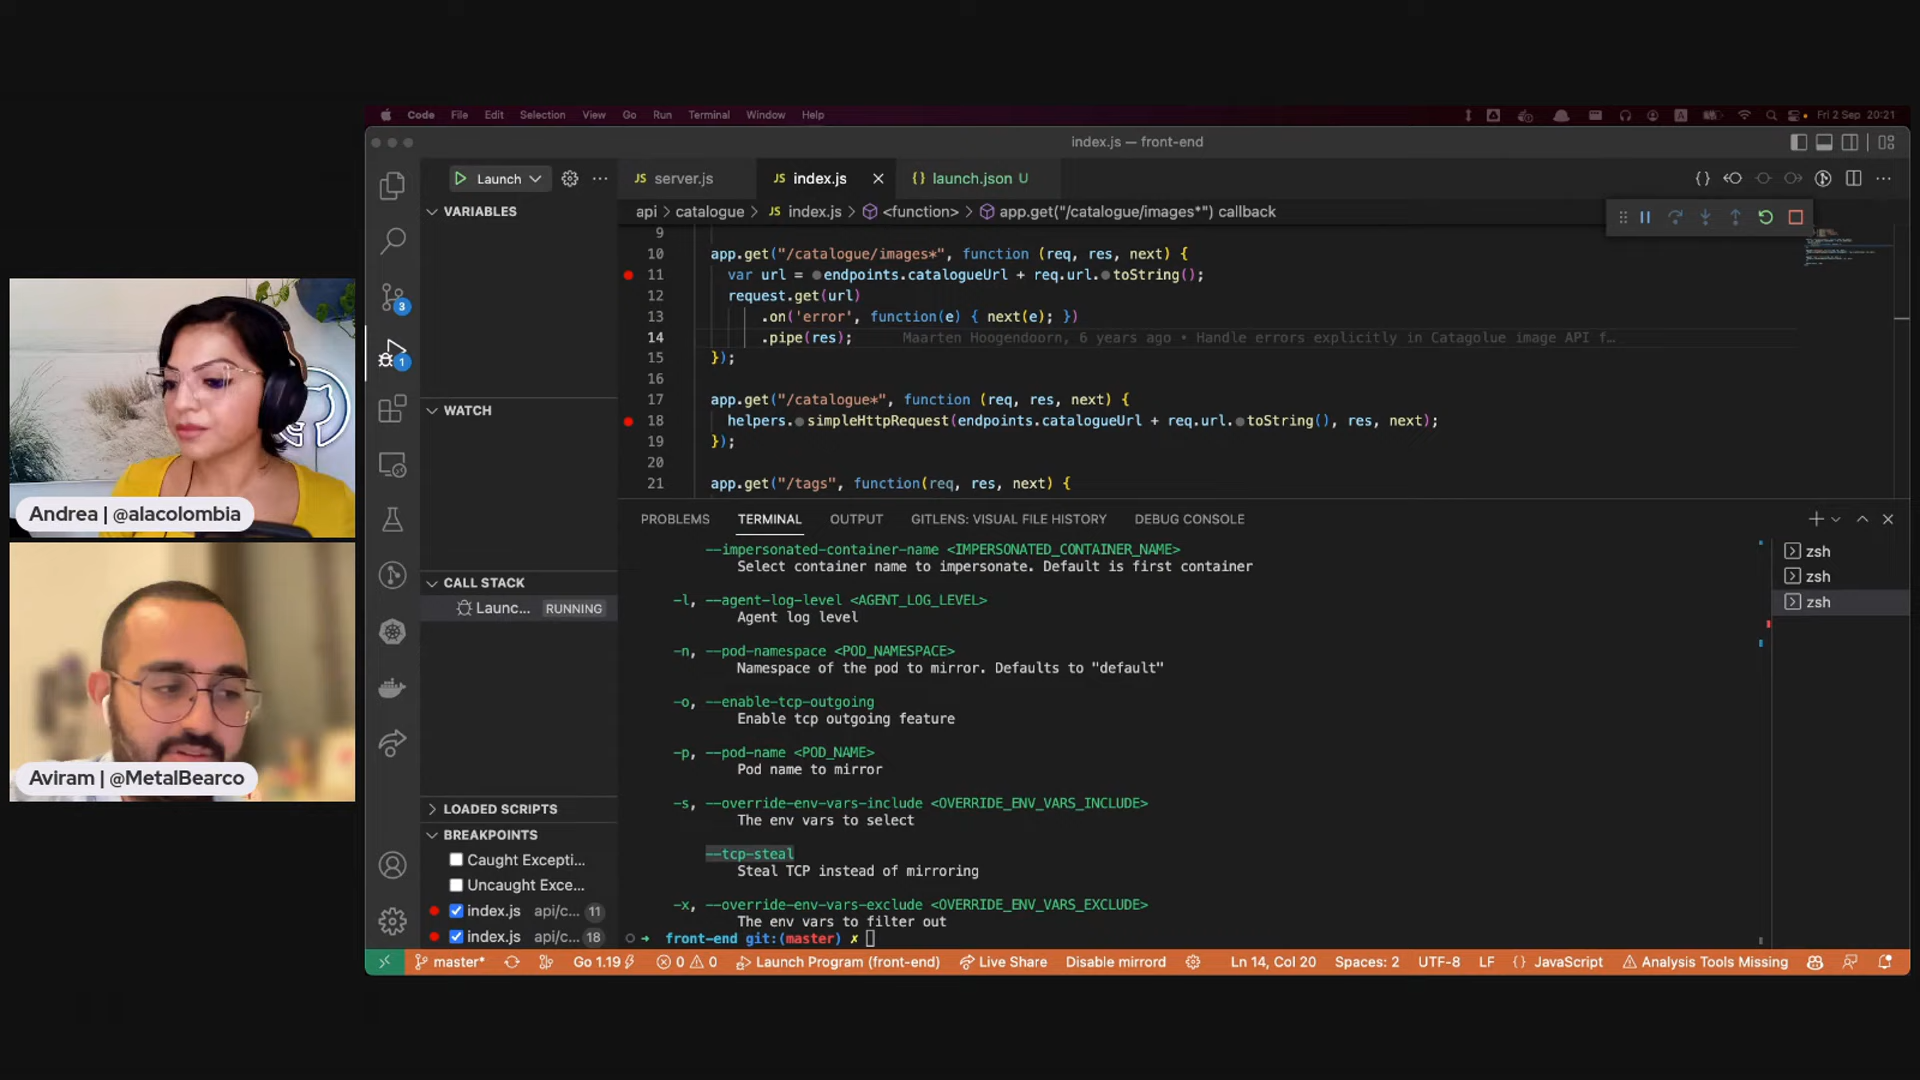 Andrea | @alacolombia
Aviram | @MetalBearco
Code File Edit Selection View Go Run Terminal Window Help
Fri 2 Sep 20:21
index.js — front-end
Launch
JS server.js
JS index.js
{} launch.json U
api > catalogue > JS index.js > <function> > app.get("/catalogue/images*") callback
VARIABLES
WATCH
CALL STACK
Launc... RUNNING
LOADED SCRIPTS
BREAKPOINTS
Caught Excepti...
Uncaught Exce...
index.js api/c... 11
index.js api/c... 18
3
1
9
10 app.get("/catalogue/images*", function (req, res, next) {
11 var url = endpoints.catalogueUrl + req.url.toString();
12 request.get(url)
13 .on('error', function(e) { next(e); })
14 .pipe(res); Maarten Hoogendoorn, 6 years ago • Handle errors explicitly in Catagolue image API f…
15 });
16
17 app.get("/catalogue*", function (req, res, next) {
18 helpers.simpleHttpRequest(endpoints.catalogueUrl + req.url.toString(), res, next);
19 });
20
21 app.get("/tags", function(req, res, next) {
PROBLEMS TERMINAL OUTPUT GITLENS: VISUAL FILE HISTORY DEBUG CONSOLE
--impersonated-container-name <IMPERSONATED_CONTAINER_NAME>
Select container name to impersonate. Default is first container
-l, --agent-log-level <AGENT_LOG_LEVEL>
Agent log level
-n, --pod-namespace <POD_NAMESPACE>
Namespace of the pod to mirror. Defaults to "default"
-o, --enable-tcp-outgoing
Enable tcp outgoing feature
-p, --pod-name <POD_NAME>
Pod name to mirror
-s, --override-env-vars-include <OVERRIDE_ENV_VARS_INCLUDE>
The env vars to select
--tcp-steal
Steal TCP instead of mirroring
-x, --override-env-vars-exclude <OVERRIDE_ENV_VARS_EXCLUDE>
The env vars to filter out
front-end git:(master) ✗
zsh
zsh
zsh
master* Go 1.19 0 0 Launch Program (front-end) Live Share Disable mirrord Ln 14, Col 20 Spaces: 2 UTF-8 LF {} JavaScript Analysis Tools Missing